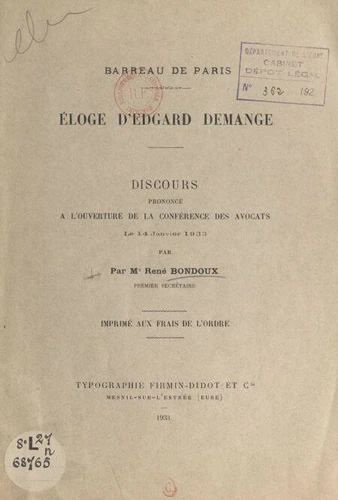 BARREAU DE PARIS
DÉPARTEMENT DE L'EURE
CABINET
DÉPOT LÉGAL
N° 362 192
R.F.
ÉLOGE D'EDGARD DEMANGE
DISCOURS
PRONONCÉ
A L'OUVERTURE DE LA CONFÉRENCE DES AVOCATS
Le 14 Janvier 1933
PAR
Par Me René BONDOUX
PREMIER SECRÉTAIRE
IMPRIMÉ AUX FRAIS DE L'ORDRE
TYPOGRAPHIE FIRMIN-DIDOT ET Cie
MESNIL-SUR-L'ESTRÉE (EURE)
1933
8° L 27
n
68765